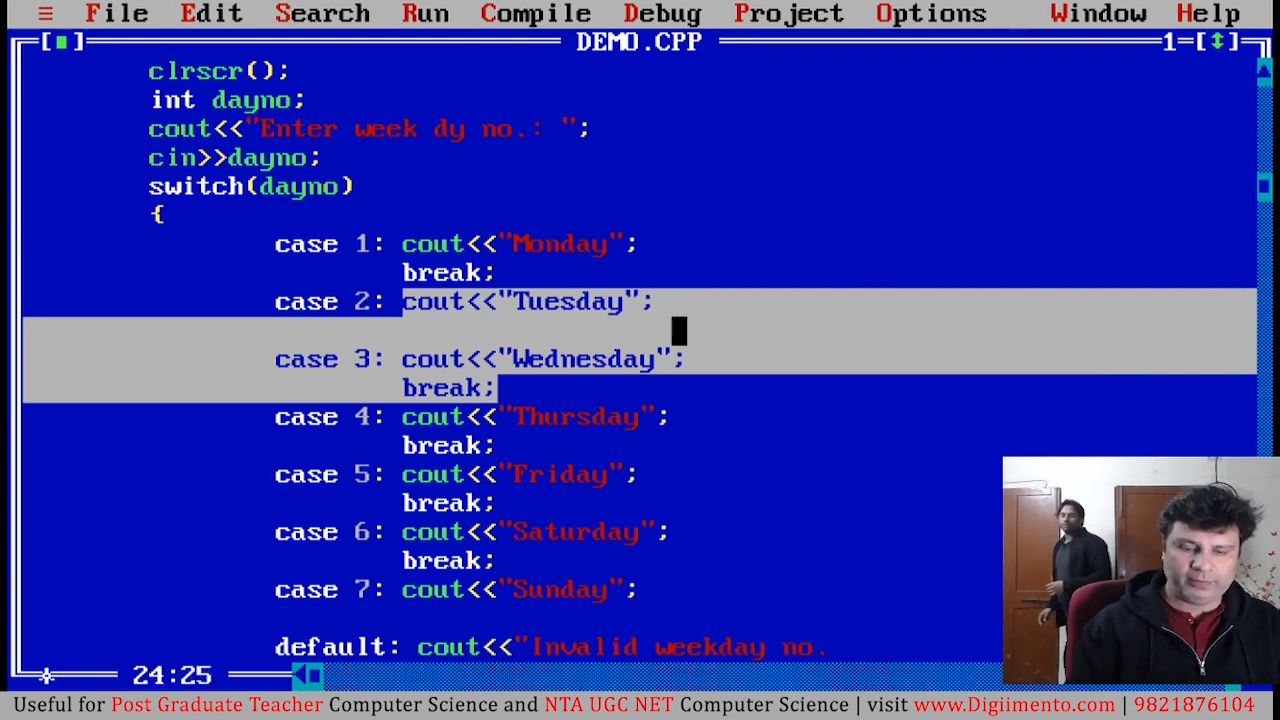 ≡ File Edit Search Run Compile Debug Project Options Window Help
[■] DEMO.CPP 1=[↕]
clrscr();
int dayno;
cout<<"Enter week dy no.: ";
cin>>dayno;
switch(dayno)
{
case 1: cout<<"Monday";
break;
case 2: cout<<"Tuesday";
case 3: cout<<"Wednesday";
break;
case 4: cout<<"Thursday";
break;
case 5: cout<<"Friday";
break;
case 6: cout<<"Saturday";
break;
case 7: cout<<"Sunday";
default: cout<<"Invalid weekday no.
24:25
Useful for Post Graduate Teacher Computer Science and NTA UGC NET Computer Science | visit www.Digiimento.com | 9821876104